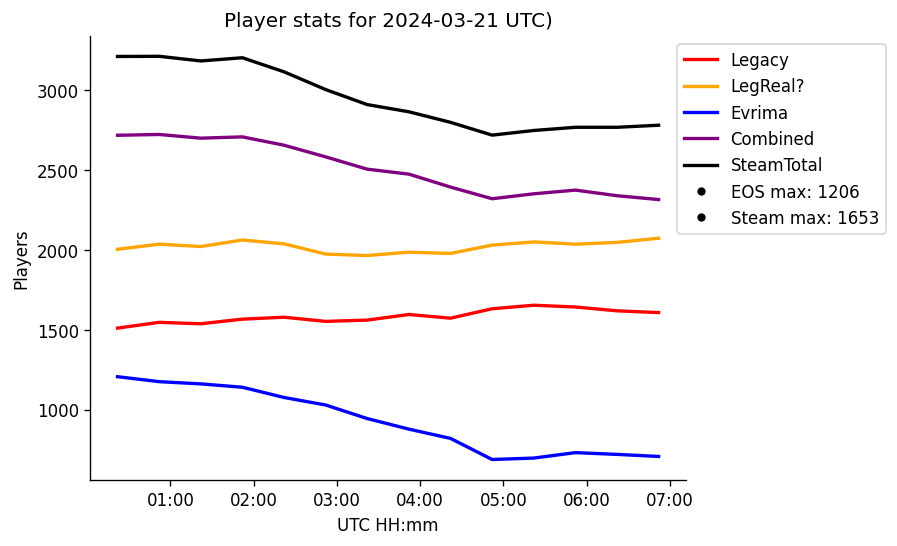 Player stats for 2024-03-21 UTC)
Legacy
LegReal?
Evrima
Combined
SteamTotal
EOS max: 1206
Steam max: 1653
Players
3000
2500
2000
1500
1000
01:00 02:00 03:00 04:00 05:00 06:00 07:00
UTC HH:mm